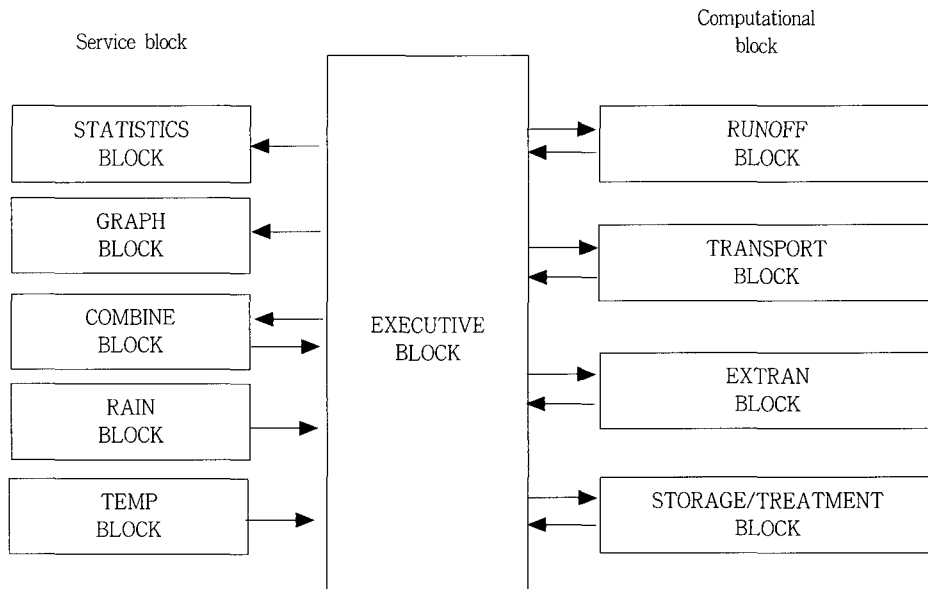 Service block
Computational
block
STATISTICS
BLOCK
GRAPH
BLOCK
COMBINE
BLOCK
RAIN
BLOCK
TEMP
BLOCK
EXECUTIVE
BLOCK
RUNOFF
BLOCK
TRANSPORT
BLOCK
EXTRAN
BLOCK
STORAGE/TREATMENT
BLOCK